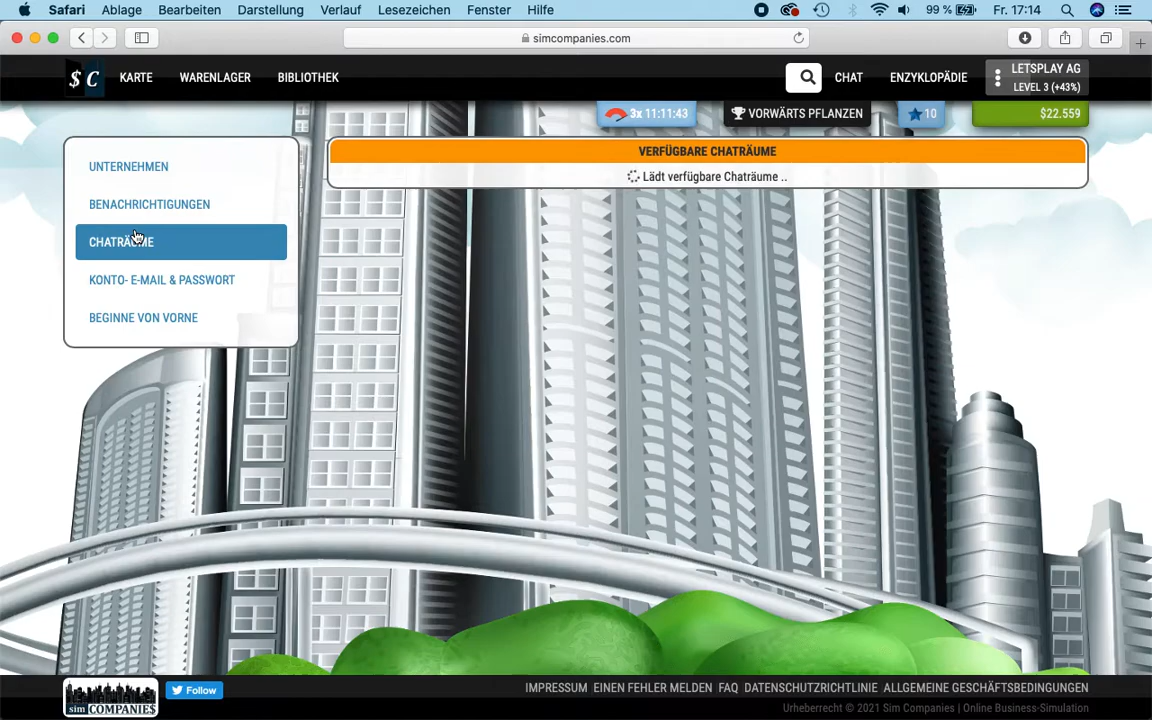 Safari Ablage Bearbeiten Darstellung Verlauf Lesezeichen Fenster Hilfe 99 % Fr. 17:14
simcompanies.com
$ C KARTE WARENLAGER BIBLIOTHEK CHAT ENZYKLOPÄDIE LETSPLAY AG
LEVEL 3 (+43%)
3x 11:11:43 VORWÄRTS PFLANZEN 10 $22.559
UNTERNEHMEN
BENACHRICHTIGUNGEN
CHATRÄUME
KONTO- E-MAIL & PASSWORT
BEGINNE VON VORNE
VERFÜGBARE CHATRÄUME
Lädt verfügbare Chaträume ..
sim COMPANIES
Follow
IMPRESSUM EINEN FEHLER MELDEN FAQ DATENSCHUTZRICHTLINIE ALLGEMEINE GESCHÄFTSBEDINGUNGEN
Urheberrecht © 2021 Sim Companies | Online Business-Simulation